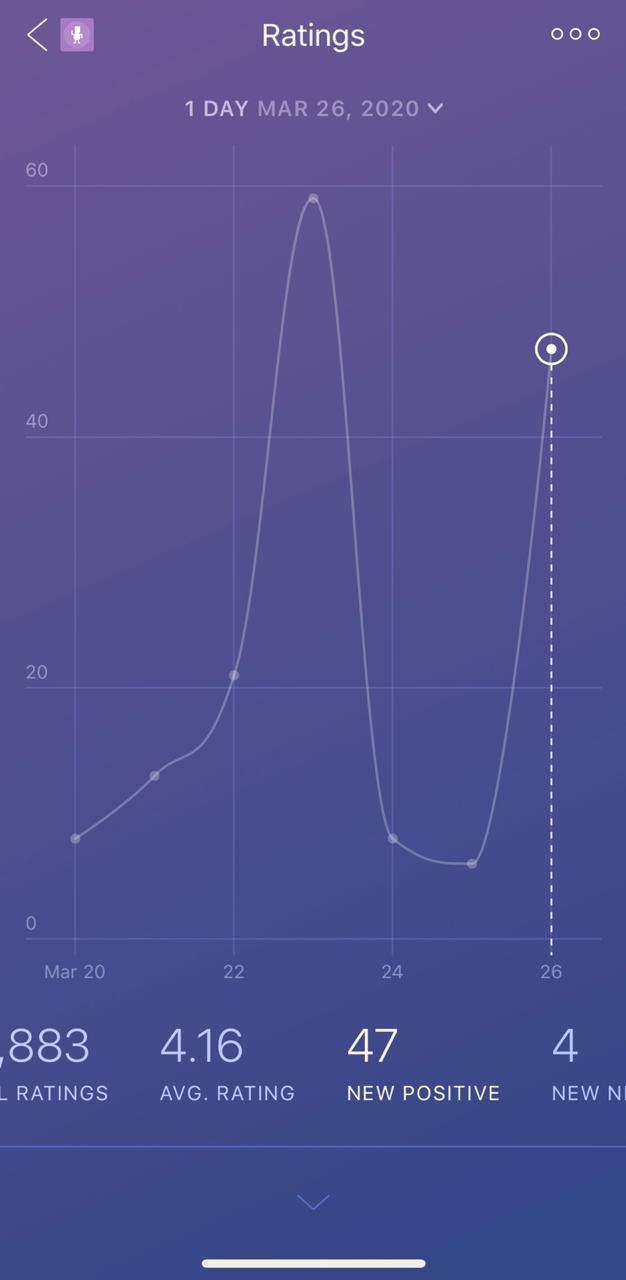 Ratings
1 DAY MAR 26, 2020
60
40
20
0
Mar 20 22 24 26
,883 4.16 47 4
L RATINGS AVG. RATING NEW POSITIVE NEW N